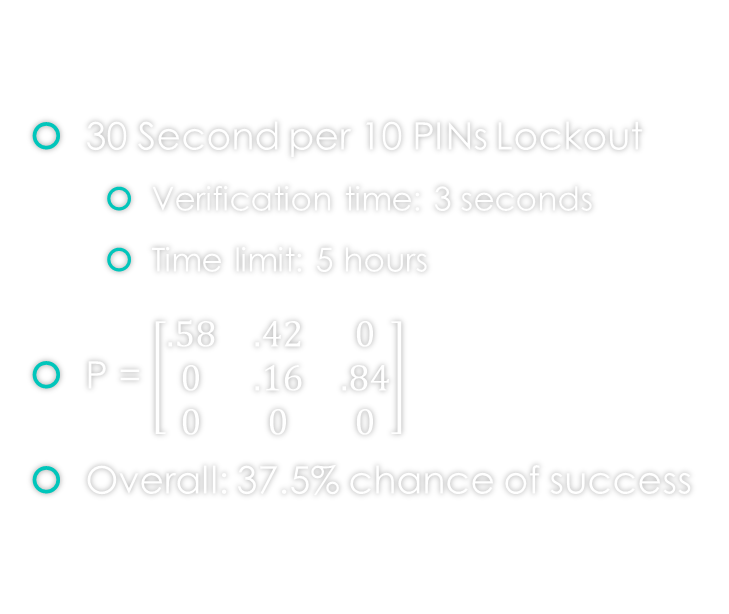 30 Second per 10 PINs Lockout
Verification time: 3 seconds
Time limit: 5 hours
P = [.58 .42 0
0 .16 .84
0 0 0]
Overall: 37.5% chance of success